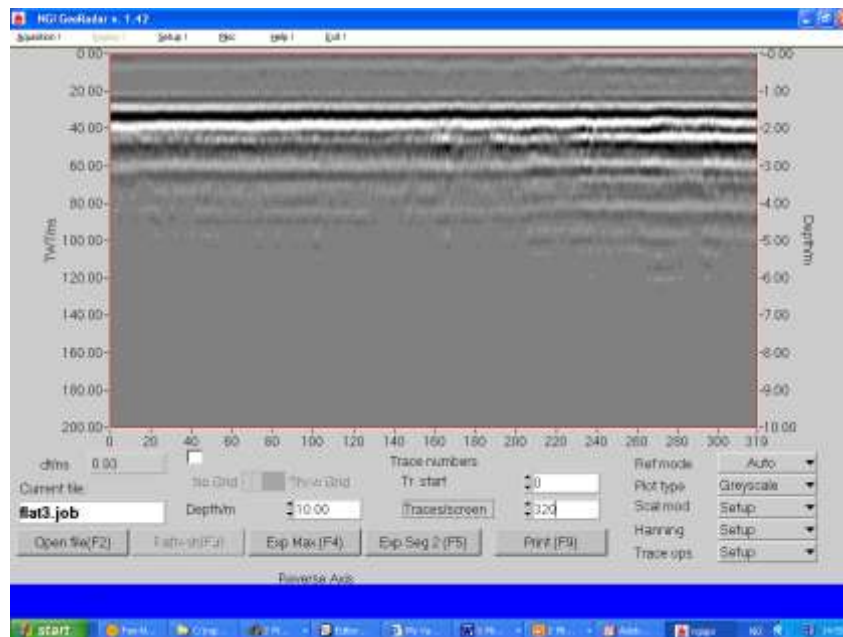 NGI GeoRadar v. 1.42
Setup ! Misc Help ! Exit !
0.00 -0.00
20.00- -1.00
40.00- -2.00
60.00- -3.00
80.00- -4.00
TWT/ns 100.00- -5.00 Depth/m
120.00- -6.00
140.00- -7.00
160.00- -8.00
180.00- -9.00
200.00- -10.00
0 20 40 60 80 100 120 140 160 180 200 220 240 260 280 300 319
dt/ns 0.00 Trace numbers Ref mode Auto
No Grid Show Grid Tr. start 0 Plot type Greyscale
Current file:
flat3.job Depth/m 10.00 Traces/screen 320 Scal mod Setup
Hanning Setup
Open file(F2) Exp Max (F4) Exp Seg 2 (F5) Print (F9) Trace ops Setup
Reverse Axis
start